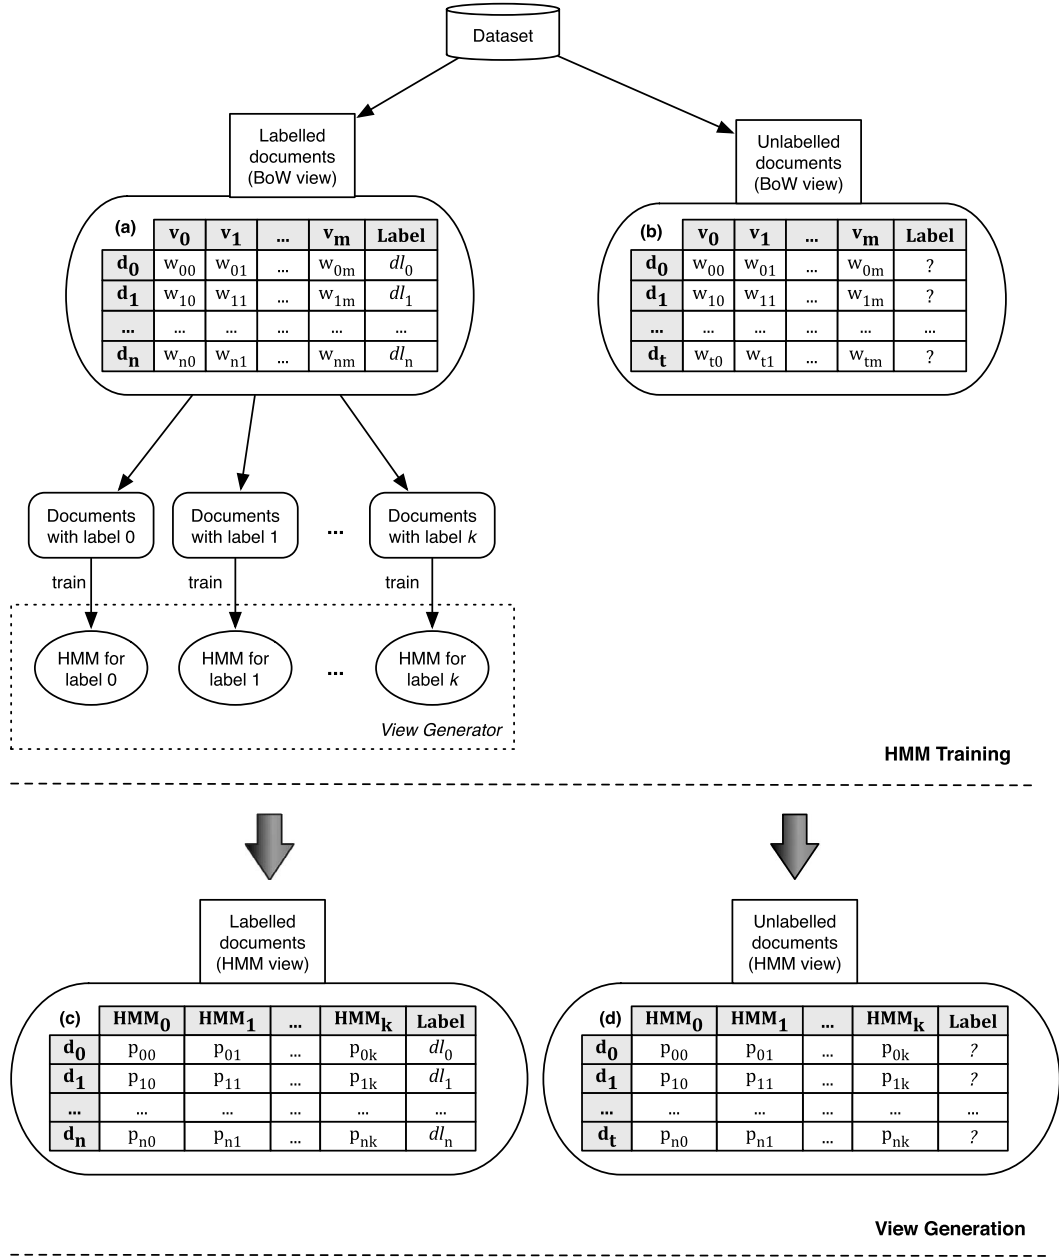 Dataset
Labelled
documents
(BoW view)
Unlabelled
documents
(BoW view)
(a) v0 v1 ... vm Label
d0 w00 w01 ... w0m dl0
d1 w10 w11 ... w1m dl1
... ... ... ... ... ...
dn wn0 wn1 ... wnm dln
(b) v0 v1 ... vm Label
d0 w00 w01 ... w0m ?
d1 w10 w11 ... w1m ?
... ... ... ... ... ...
dt wt0 wt1 ... wtm ?
Documents
with label 0
Documents
with label 1
...
Documents
with label k
train
train
train
HMM for
label 0
HMM for
label 1
...
HMM for
label k
View Generator
HMM Training
Labelled
documents
(HMM view)
Unlabelled
documents
(HMM view)
(c) HMM0 HMM1 ... HMMk Label
d0 p00 p01 ... p0k dl0
d1 p10 p11 ... p1k dl1
... ... ... ... ... ...
dn pn0 pn1 ... pnk dln
(d) HMM0 HMM1 ... HMMk Label
d0 p00 p01 ... p0k ?
d1 p10 p11 ... p1k ?
... ... ... ... ... ...
dt pn0 pn1 ... pnk ?
View Generation